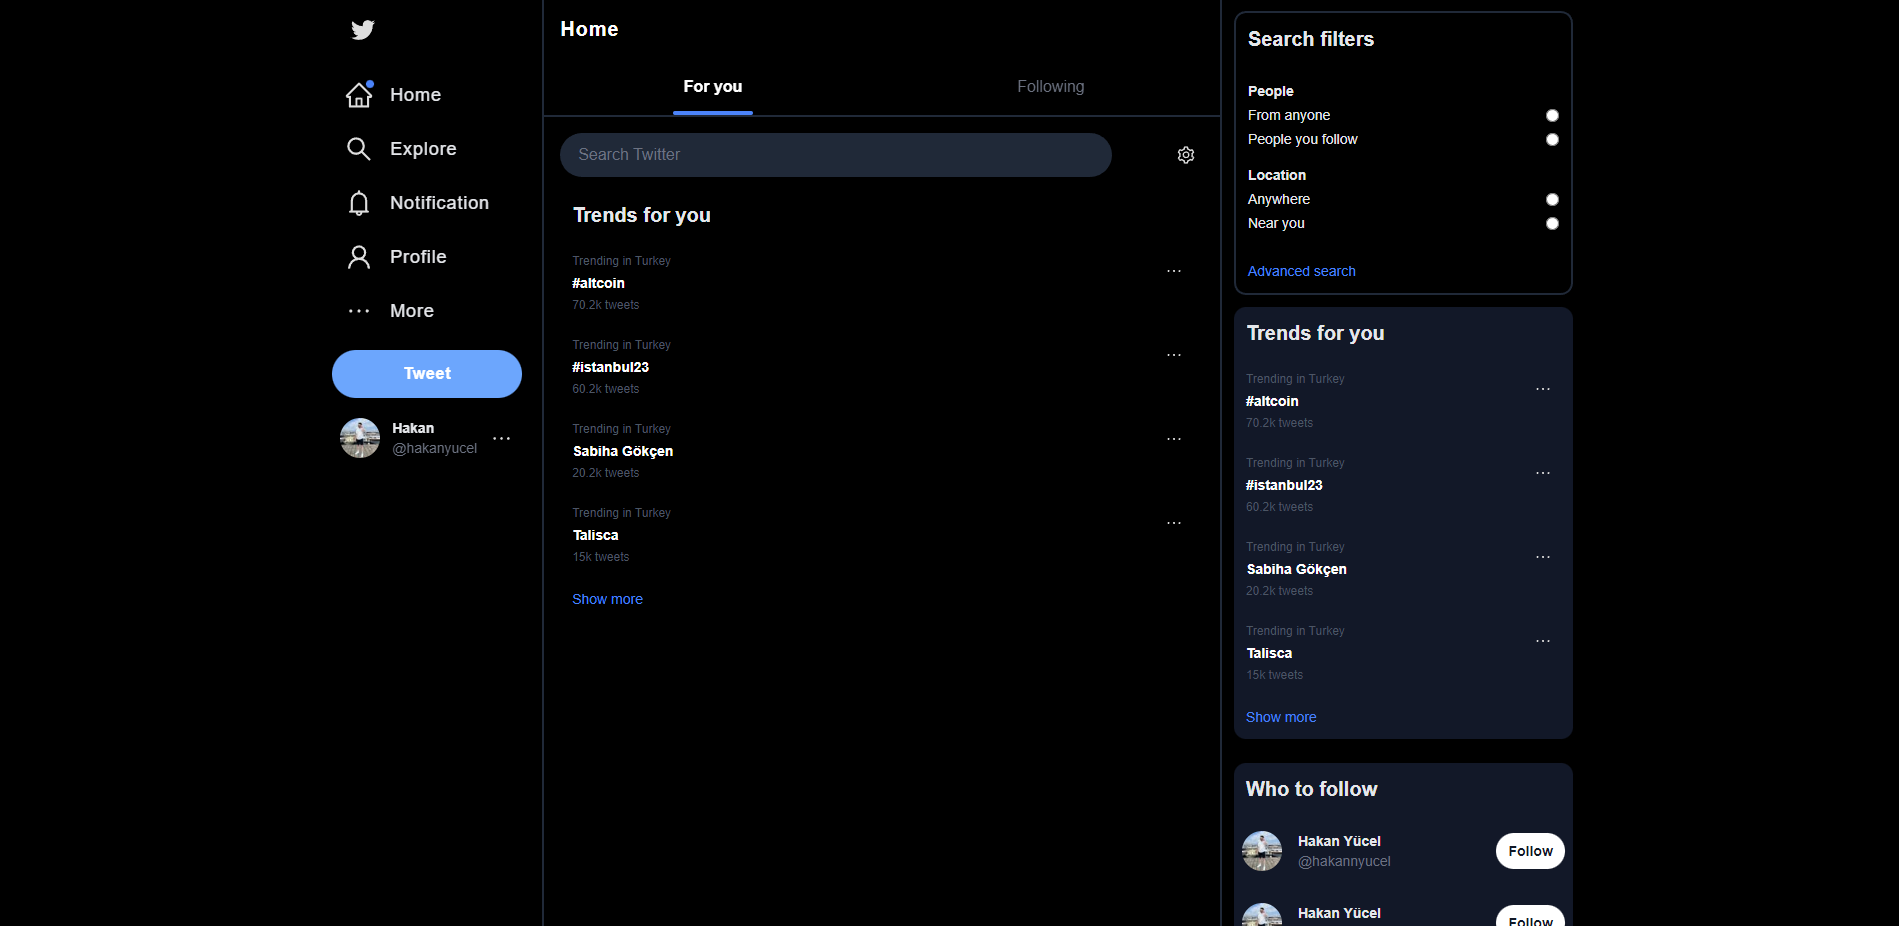 Home
Explore
Notification
Profile
More
Tweet
Hakan
@hakanyucel
Home
For you
Following
Search Twitter
Trends for you
Trending in Turkey
#altcoin
70.2k tweets
Trending in Turkey
#istanbul23
60.2k tweets
Trending in Turkey
Sabiha Gökçen
20.2k tweets
Trending in Turkey
Talisca
15k tweets
Show more
Search filters
People
From anyone
People you follow
Location
Anywhere
Near you
Advanced search
Trends for you
Trending in Turkey
#altcoin
70.2k tweets
Trending in Turkey
#istanbul23
60.2k tweets
Trending in Turkey
Sabiha Gökçen
20.2k tweets
Trending in Turkey
Talisca
15k tweets
Show more
Who to follow
Hakan Yücel
@hakannyucel
Follow
Hakan Yücel
Follow